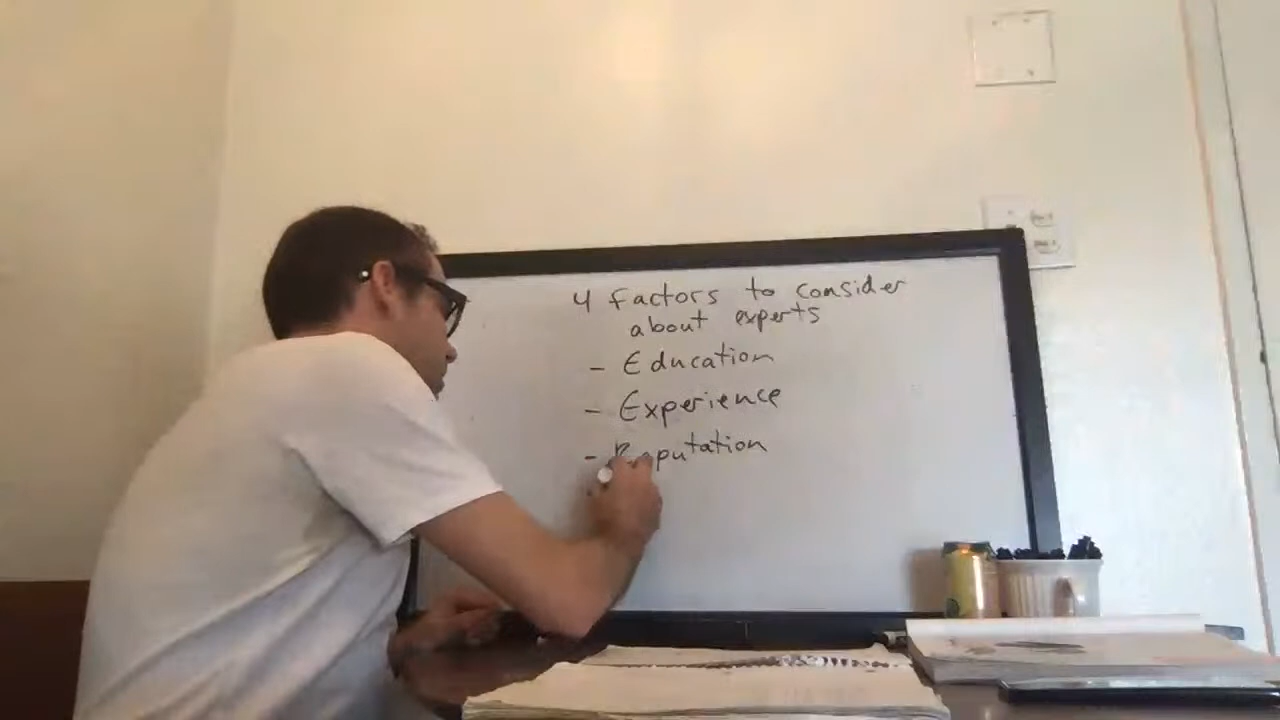 4 factors to consider
about experts
- Education
- Experience
- Reputation